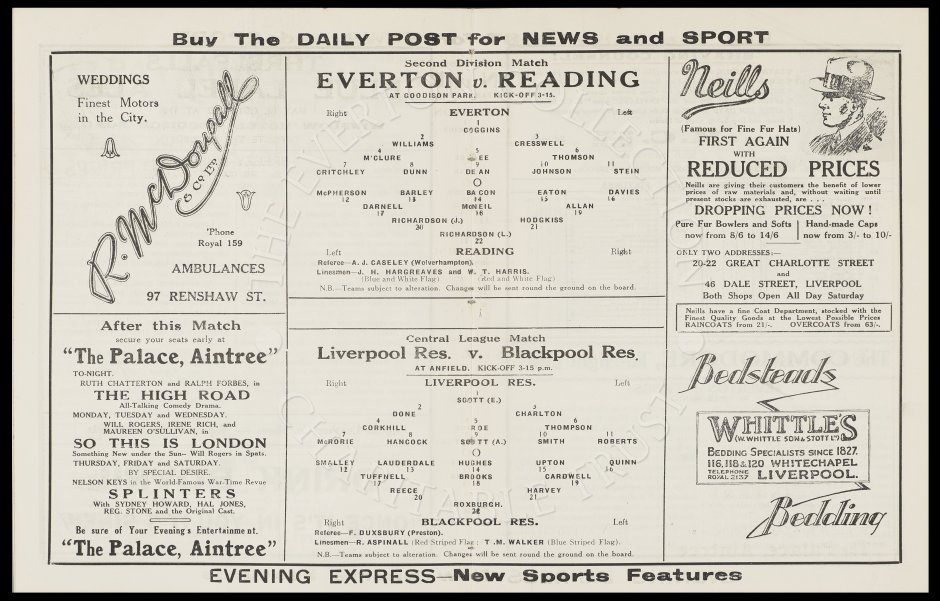 Buy The DAILY POST for NEWS and SPORT
WEDDINGS
Finest Motors
in the City.
R. McDougall
& Co LTD
'Phone
Royal 159
AMBULANCES
97 RENSHAW ST.
After this Match
secure your seats early at
"The Palace, Aintree"
TO-NIGHT.
RUTH CHATTERTON and RALPH FORBES, in
THE HIGH ROAD
All-Talking Comedy Drama.
MONDAY, TUESDAY and WEDNESDAY.
WILL ROGERS, IRENE RICH, and
MAUREEN O'SULLIVAN, in
SO THIS IS LONDON
Something New under the Sun— Will Rogers in Spats.
THURSDAY, FRIDAY and SATURDAY.
BY SPECIAL DESIRE.
NELSON KEYS in the World-Famous War-Time Revue
SPLINTERS
With SYDNEY HOWARD, HAL JONES,
REG. STONE and the Original Cast.
Be sure of Your Evening s Entertainme nt.
"The Palace, Aintree"
Second Division Match
EVERTON v. READING
AT GOODISON PARK. KICK-OFF 3-15.
Right EVERTON Left
1
COGGINS
2 3
WILLIAMS CRESSWELL
4 5 6
M'CLURE EE THOMSON
7 8 9 10 11
CRITCHLEY DUNN DEAN JOHNSON STEIN
O
McPHERSON BARLEY BACON EATON DAVIES
12 13 14 15 16
DARNELL McNEIL ALLAN
17 18 19
RICHARDSON (J.) HODGKISS
20 21
RICHARDSON (L.)
22
Left READING Right
Referee—A. J. CASELEY (Wolverhampton).
Linesmen—J. H. HARGREAVES and W. T. HARRIS.
(Blue and White Flag) (Red and White Flag)
N.B.—Teams subject to alteration. Changes will be sent round the ground on the board.
Central League Match
Liverpool Res. v. Blackpool Res.
AT ANFIELD. KICK-OFF 3-15 p.m.
Right LIVERPOOL RES. Left
1
SCOTT (E.)
2 3
DONE CHARLTON
4 5 6
CORKHILL ROE THOMPSON
7 8 9 10 11
McRORIE HANCOCK SCOTT (A.) SMITH ROBERTS
O
SMALLEY LAUDERDALE HUGHES UPTON QUINN
12 13 14 15 16
TUFFNELL BROOKS CARDWELL
17 18. 19
REECE HARVEY
20 21
ROXBURGH.
22
Right BLACKPOOL RES. Left
Referee—F. DUXSBURY (Preston).
Linesmen—R. ASPINALL (Red Striped Flag; T .M. WALKER (Blue Striped Flag).
N.B.—Teams subject to alteration. Changes will be sent round the ground on the board.
Neills
(Famous for Fine Fur Hats)
FIRST AGAIN
WITH
REDUCED PRICES
Neills are giving their customers the benefit of lower
prices of raw materials and, without waiting until
present stocks are exhausted, are . . .
DROPPING PRICES NOW!
Pure Fur Bowlers and Softs
now from 8/6 to 14/6
Hand-made Caps
now from 3/- to 10/-
ONLY TWO ADDRESSES:—
20-22 GREAT CHARLOTTE STREET
and
46 DALE STREET, LIVERPOOL
Both Shops Open All Day Saturday
Neills have a fine Coat Department, stocked with the
Finest Quality Goods at the Lowest Possible Prices
RAINCOATS from 21/-. OVERCOATS from 63/-.
Bedsteads
WHITTLE'S
(W. WHITTLE SON & STOTT LTD)
BEDDING SPECIALISTS SINCE 1827.
116, 118 & 120 WHITECHAPEL
TELEPHONE
ROYAL 2137
LIVERPOOL.
Bedding
EVENING EXPRESS—New Sports Features